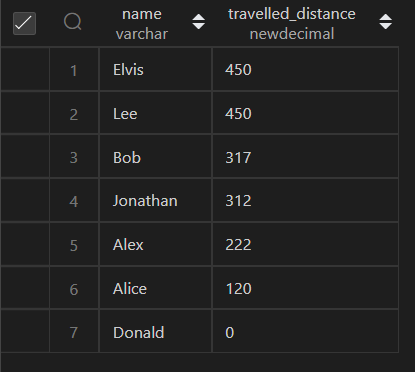 name travelled_distance
varchar newdecimal
1 Elvis 450
2 Lee 450
3 Bob 317
4 Jonathan 312
5 Alex 222
6 Alice 120
7 Donald 0